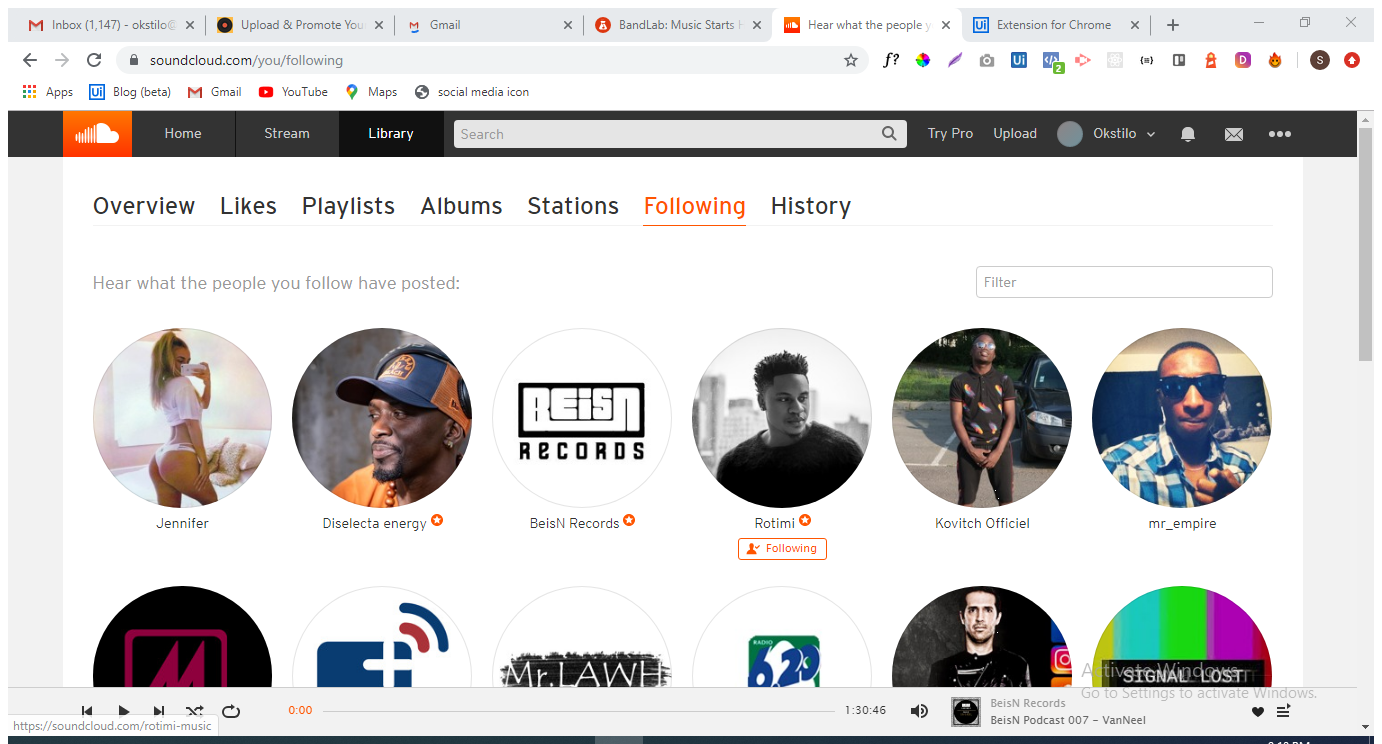 Inbox (1,147) - okstilo@
Upload & Promote You
Gmail
BandLab: Music Starts H
Hear what the people y
Extension for Chrome
soundcloud.com/you/following
f?
Ui
2
D
S
Apps
Ui Blog (beta)
Gmail
YouTube
Maps
social media icon
Home
Stream
Library
Search
Try Pro
Upload
Okstilo
Overview
Likes
Playlists
Albums
Stations
Following
History
Hear what the people you follow have posted:
Filter
BEISN
RECORDS
Jennifer
Diselecta energy
BeisN Records
Rotimi
Kovitch Officiel
mr_empire
Following
Mr.LAWH
RADIO
620
SIGNAL LOST
Activate Windows
Go to Settings to activate Windows.
0:00
1:30:46
BeisN Records
BeisN Podcast 007 - VanNeel
https://soundcloud.com/rotimi-music